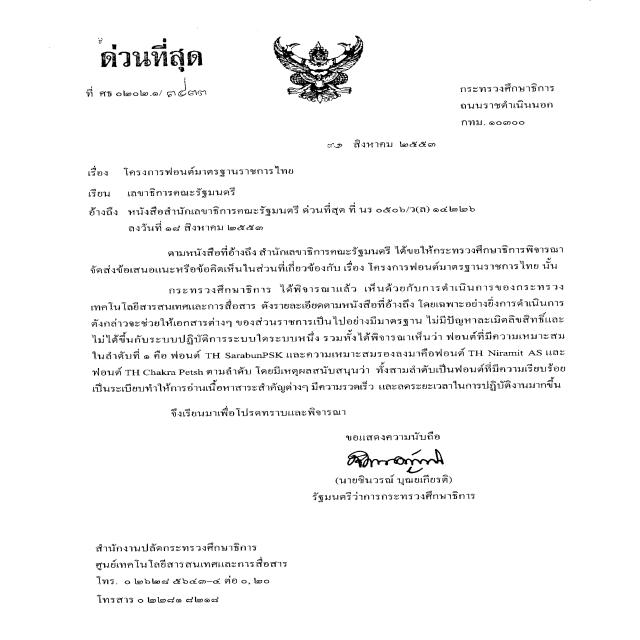 ด่วนที่สุด
ที่ ศธ ๐๒๐๒.๑/
กระทรวงศึกษาธิการ
ถนนราชดำเนินนอก
กทม. ๑๐๓๐๐
สิงหาคม ๒๕๕๓
เรื่อง โครงการฟอนต์มาตรฐานราชการไทย
เรียน เลขาธิการคณะรัฐมนตรี
อ้างถึง หนังสือสำนักเลขาธิการคณะรัฐมนตรี ด่วนที่สุด ที่ นร ๐๕๐๖/ว(ล) ๑๔๒๒๖
ลงวันที่ ๑๘ สิงหาคม ๒๕๕๓
ตามหนังสือที่อ้างถึง สำนักเลขาธิการคณะรัฐมนตรี ได้ขอให้กระทรวงศึกษาธิการพิจารณา
จัดส่งข้อเสนอแนะหรือข้อคิดเห็นในส่วนที่เกี่ยวข้องกับ เรื่อง โครงการฟอนต์มาตรฐานราชการไทย นั้น
กระทรวงศึกษาธิการ ได้พิจารณาแล้ว เห็นด้วยกับการดำเนินการของกระทรวง
เทคโนโลยีสารสนเทศและการสื่อสาร ดังรายละเอียดตามหนังสือที่อ้างถึง โดยเฉพาะอย่างยิ่งการดำเนินการ
ดังกล่าวจะช่วยให้เอกสารต่างๆ ของส่วนราชการเป็นไปอย่างมีมาตรฐาน ไม่มีปัญหาละเมิดลิขสิทธิ์และ
ไม่ได้ขึ้นกับระบบปฏิบัติการระบบใดระบบหนึ่ง รวมทั้งได้พิจารณาเห็นว่า ฟอนต์ที่มีความเหมาะสม
ในลำดับที่ ๑ คือ ฟอนต์ TH SarabunPSK และความเหมาะสมรองลงมาคือฟอนต์ TH Niramit AS และ
ฟอนต์ TH Chakra Petsh ตามลำดับ โดยมีเหตุผลสนับสนุนว่า ทั้งสามลำดับเป็นฟอนต์ที่มีความเรียบร้อย
เป็นระเบียบทำให้การอ่านเนื้อหาสาระสำคัญต่างๆ มีความรวดเร็ว และลดระยะเวลาในการปฏิบัติงานมากขึ้น
จึงเรียนมาเพื่อโปรดทราบและพิจารณา
ขอแสดงความนับถือ
(นายชินวรณ์ บุณยเกียรติ)
รัฐมนตรีว่าการกระทรวงศึกษาธิการ
สำนักงานปลัดกระทรวงศึกษาธิการ
ศูนย์เทคโนโลยีสารสนเทศและการสื่อสาร
โทร. ๐ ๒๖๒๘ ๕๖๔๓-๔ ต่อ ๐, ๒๐
โทรสาร ๐ ๒๒๘๑ ๘๒๑๘